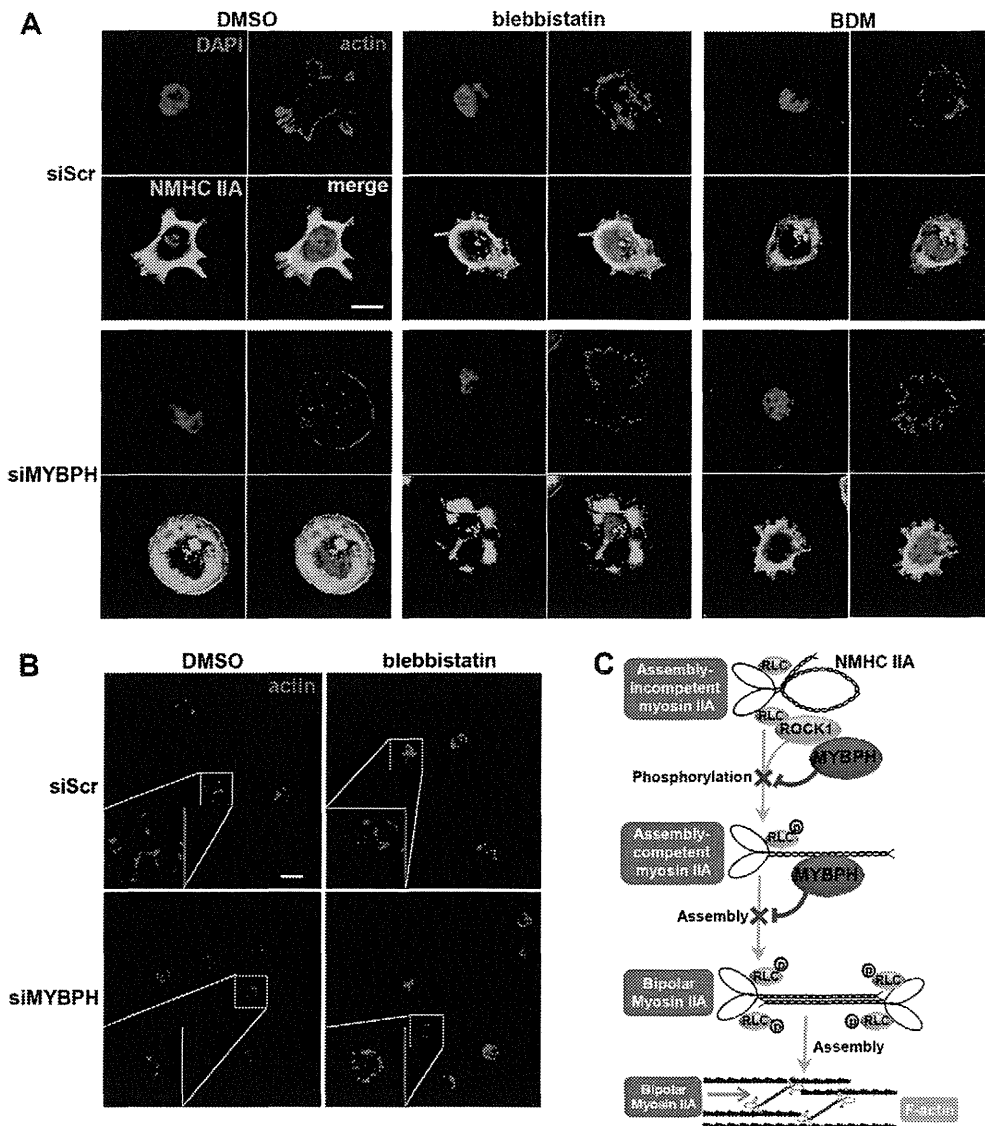 A
DMSO
blebbistatin
BDM
DAPI
actin
siScr
NMHC IIA
merge
siMYBPH
B
DMSO
blebbistatin
actin
siScr
siMYBPH
C
Assembly-
incompetent
myosin IIA
RLC
NMHC IIA
RLC
ROCK1
MYBPH
Phosphorylation
Assembly-
competent
myosin IIA
RLC
p
MYBPH
Assembly
Bipolar
Myosin IIA
RLC
p
p
RLC
RLC
p
p
RLC
Assembly
Bipolar
Myosin IIA
F-actin